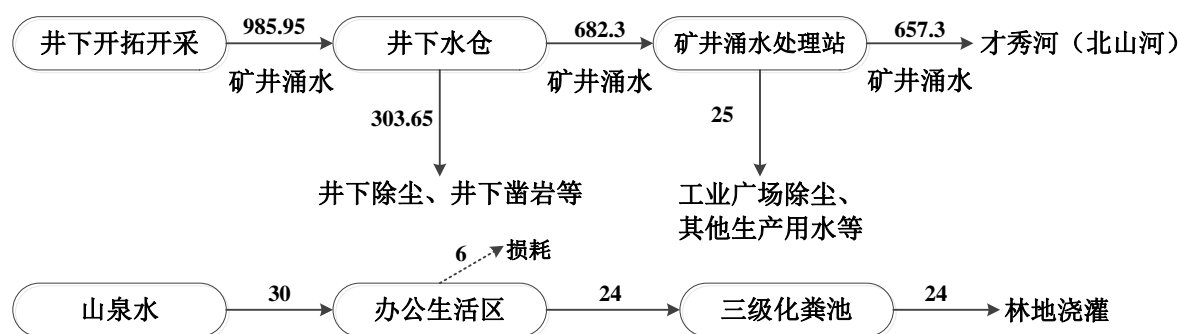 985.95
682.3
657.3
井下开拓开采
井下水仓
矿井涌水处理站
才秀河（北山河）
矿井涌水
矿井涌水
矿井涌水
303.65
25
井下除尘、井下凿岩等
工业广场除尘、
其他生产用水等
6
损耗
30
24
24
山泉水
办公生活区
三级化粪池
林地浇灌